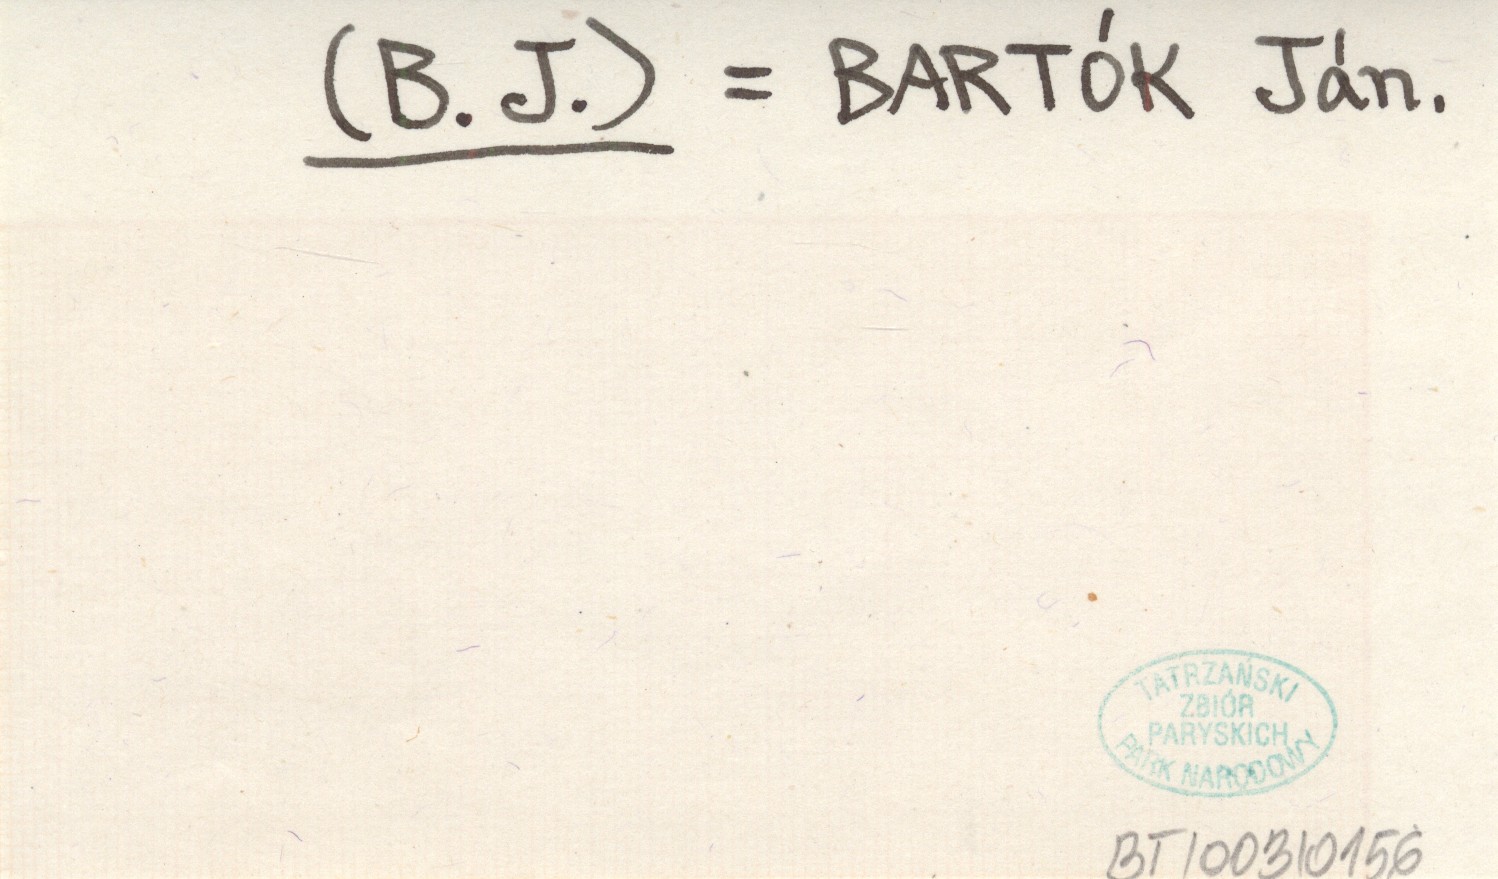 (B. J.) = BARTÓK Ján.
TATRZAŃSKI
ZBIÓR
PARYSKICH
PARK NARODOWY
BT/003/0156